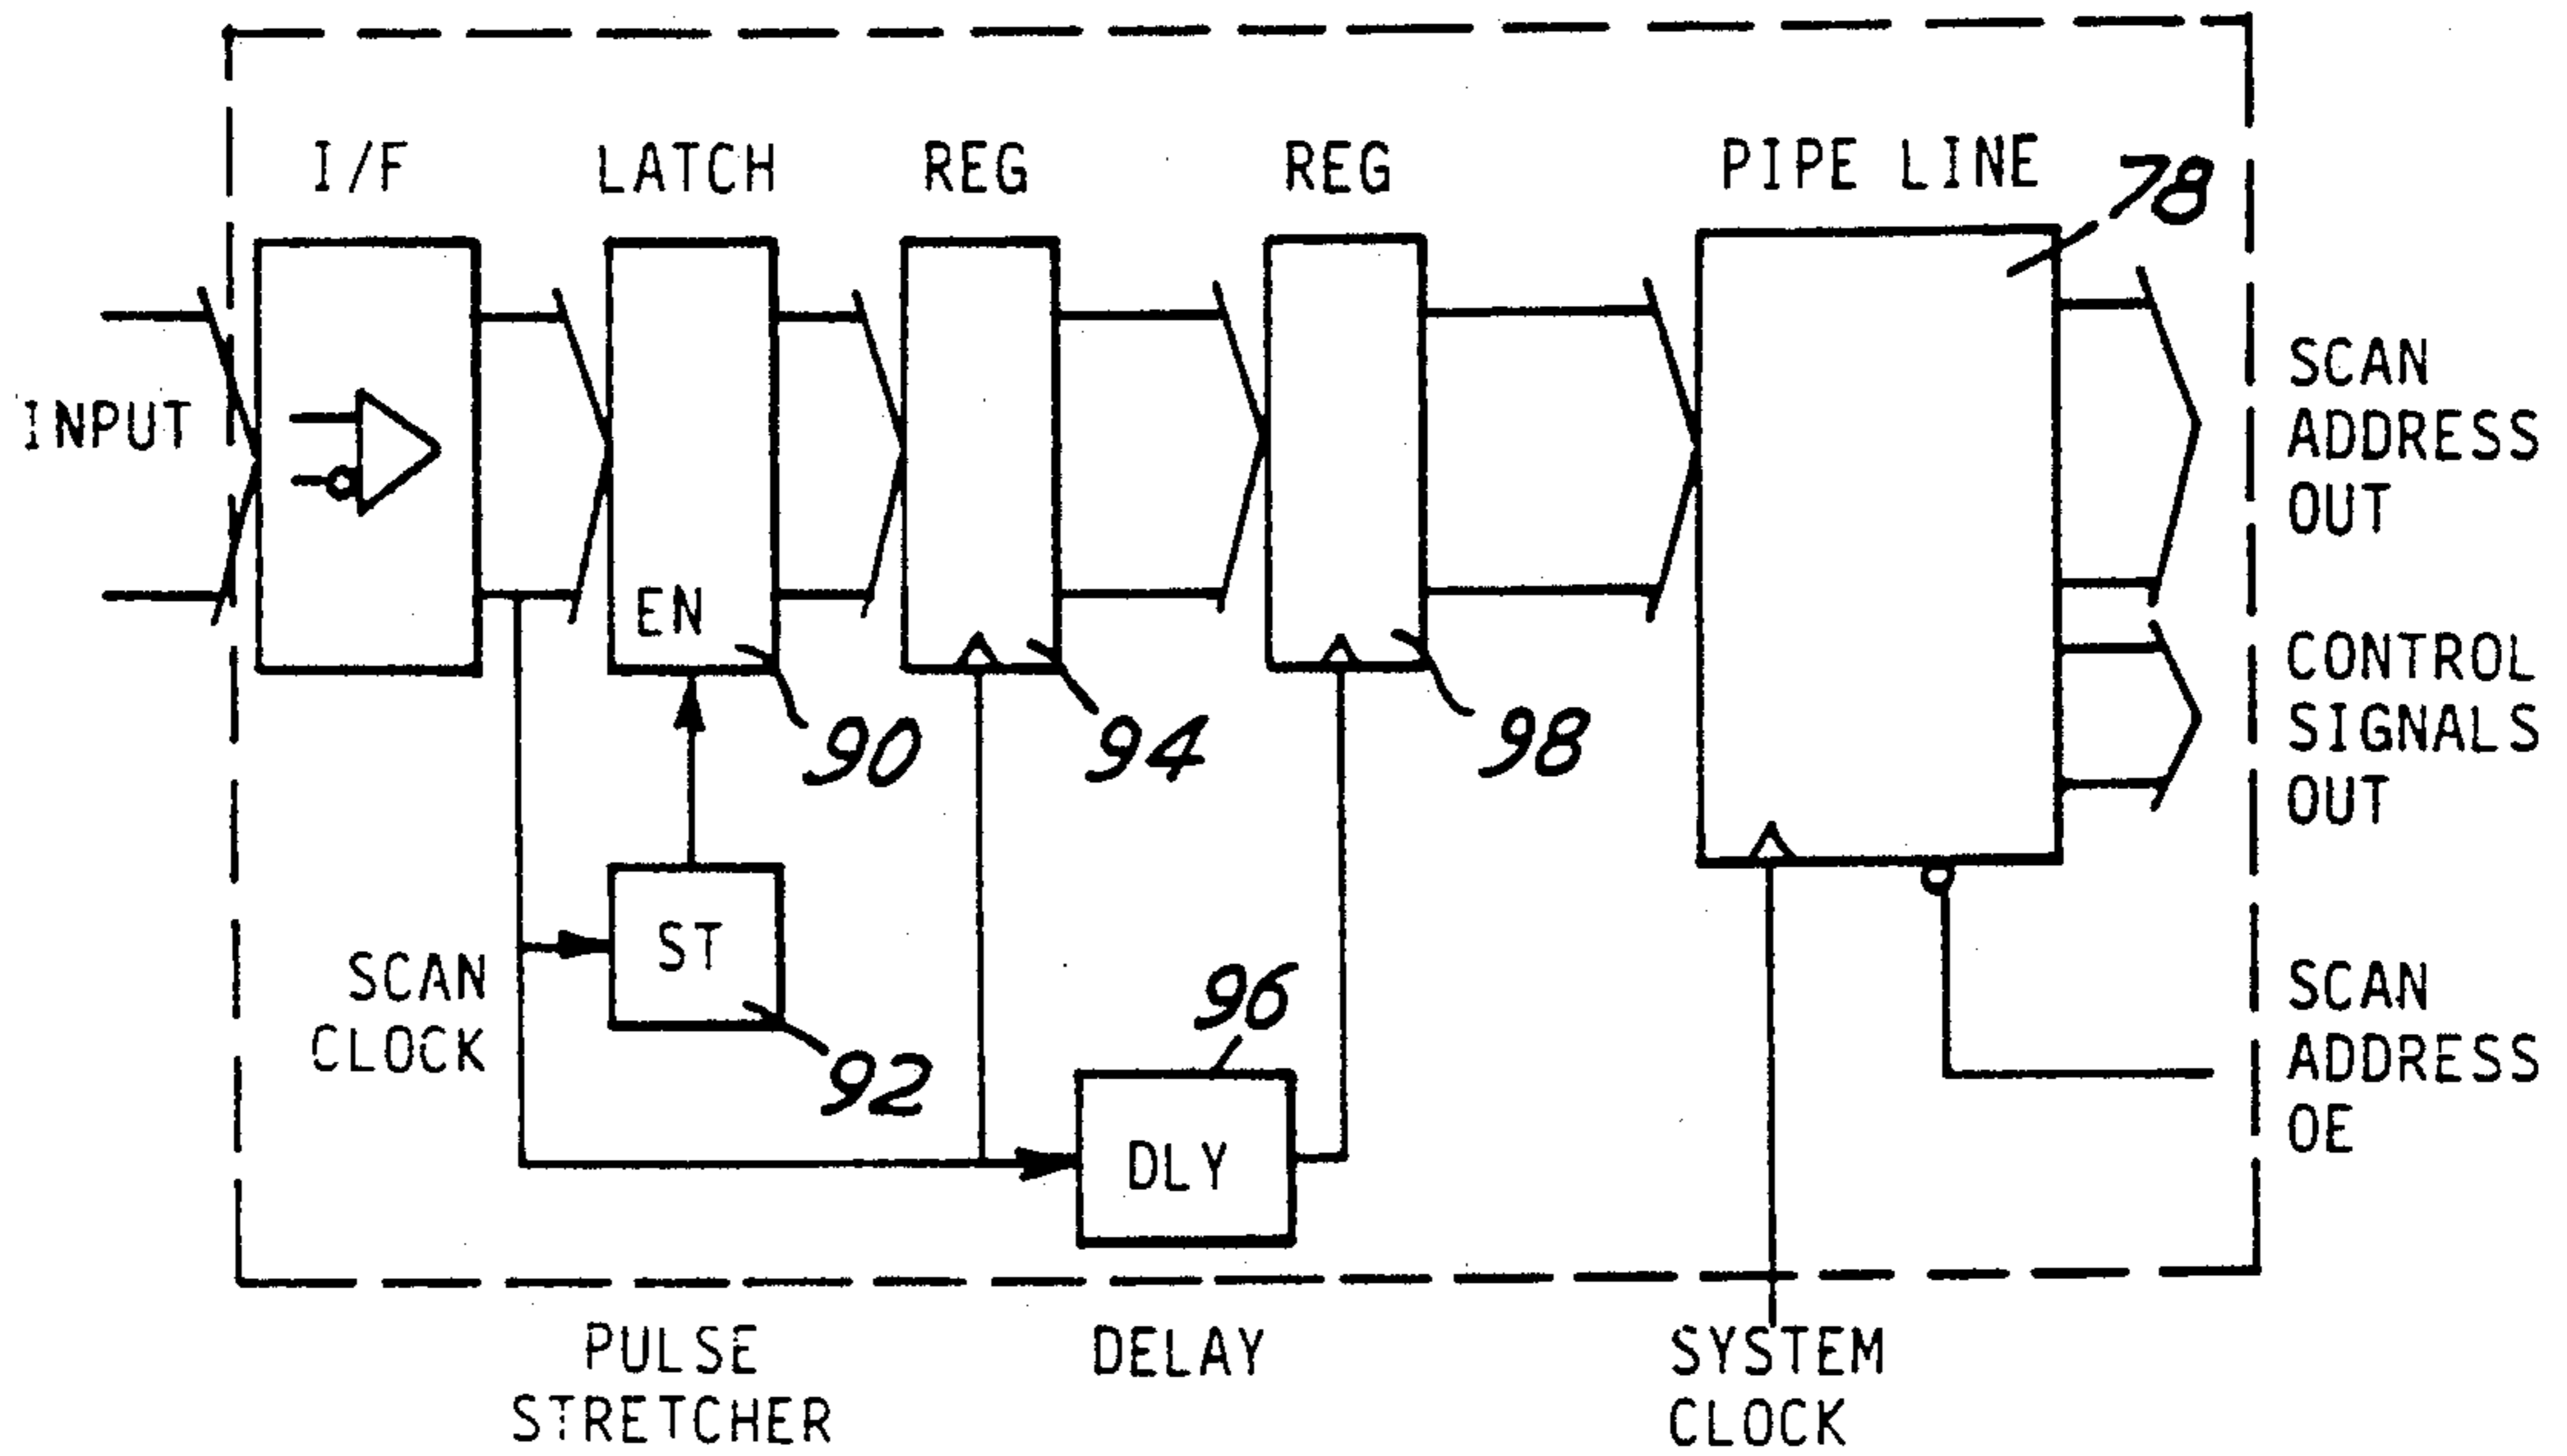 I/F
LATCH
REG
REG
PIPE LINE
78
INPUT
EN
90
94
98
SCAN
ADDRESS
OUT
CONTROL
SIGNALS
OUT
SCAN
CLOCK
ST
92
96
DLY
SCAN
ADDRESS
OE
PULSE
STRETCHER
DELAY
SYSTEM
CLOCK